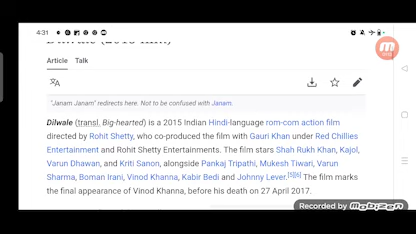 4:31
Dilwale (2015 film)
Article Talk
"Janam Janam" redirects here. Not to be confused with Janam.
Dilwale (transl. Big-hearted) is a 2015 Indian Hindi-language rom-com action film
directed by Rohit Shetty, who co-produced the film with Gauri Khan under Red Chillies
Entertainment and Rohit Shetty Entertainments. The film stars Shah Rukh Khan, Kajol,
Varun Dhawan, and Kriti Sanon, alongside Pankaj Tripathi, Mukesh Tiwari, Varun
Sharma, Boman Irani, Vinod Khanna, Kabir Bedi and Johnny Lever.[5][6] The film marks
the final appearance of Vinod Khanna, before his death on 27 April 2017.
Recorded by Mobizen